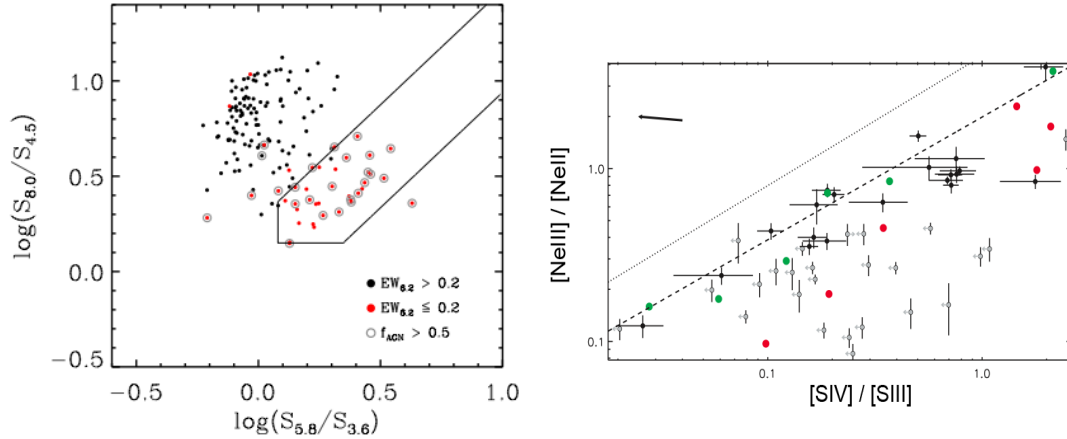 log(S8.0/S4.5)
1.0
0.5
0.0
−0.5
−0.5
0.0
0.5
1.0
log(S5.8/S3.6)
EW6.2 > 0.2
EW6.2 ≤ 0.2
fAGN > 0.5
[NeIII] / [NeII]
1.0
0.1
0.1
1.0
[SIV] / [SIII]